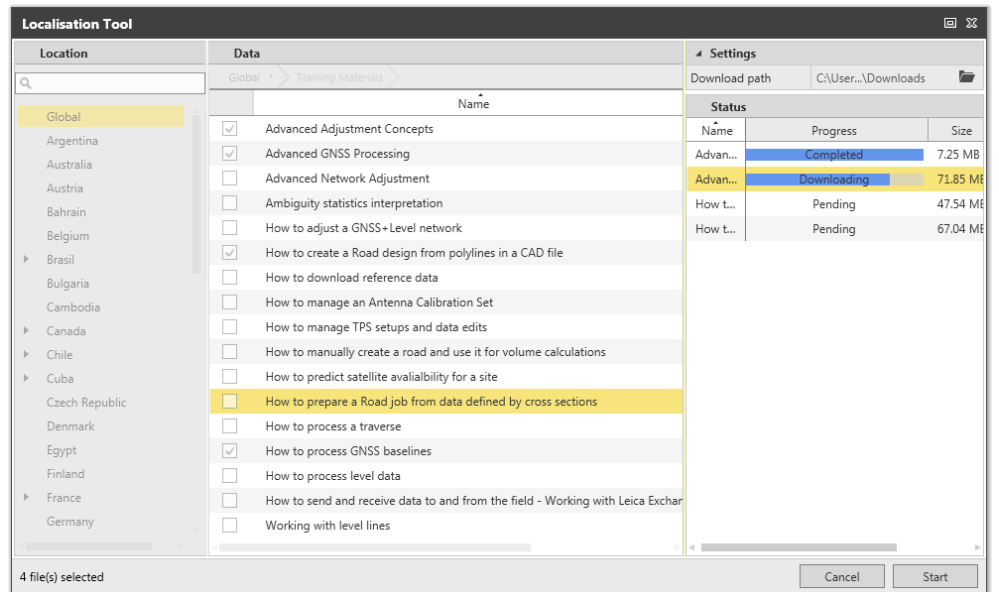 Localisation Tool
Location
Global
Argentina
Australia
Austria
Bahrain
Belgium
Brasil
Bulgaria
Cambodia
Canada
Chile
Cuba
Czech Republic
Denmark
Egypt
Finland
France
Germany
Data
Global Training Materials
Name
Advanced Adjustment Concepts
Advanced GNSS Processing
Advanced Network Adjustment
Ambiguity statistics interpretation
How to adjust a GNSS+Level network
How to create a Road design from polylines in a CAD file
How to download reference data
How to manage an Antenna Calibration Set
How to manage TPS setups and data edits
How to manually create a road and use it for volume calculations
How to predict satellite avalialbility for a site
How to prepare a Road job from data defined by cross sections
How to process a traverse
How to process GNSS baselines
How to process level data
How to send and receive data to and from the field - Working with Leica Exchar
Working with level lines
Settings
Download path C:\User...\Downloads
Status
Name Progress Size
Advan... Completed 7.25 MB
Advan... Downloading 71.85 ME
How t... Pending 47.54 ME
How t... Pending 67.04 ME
4 file(s) selected
Cancel Start